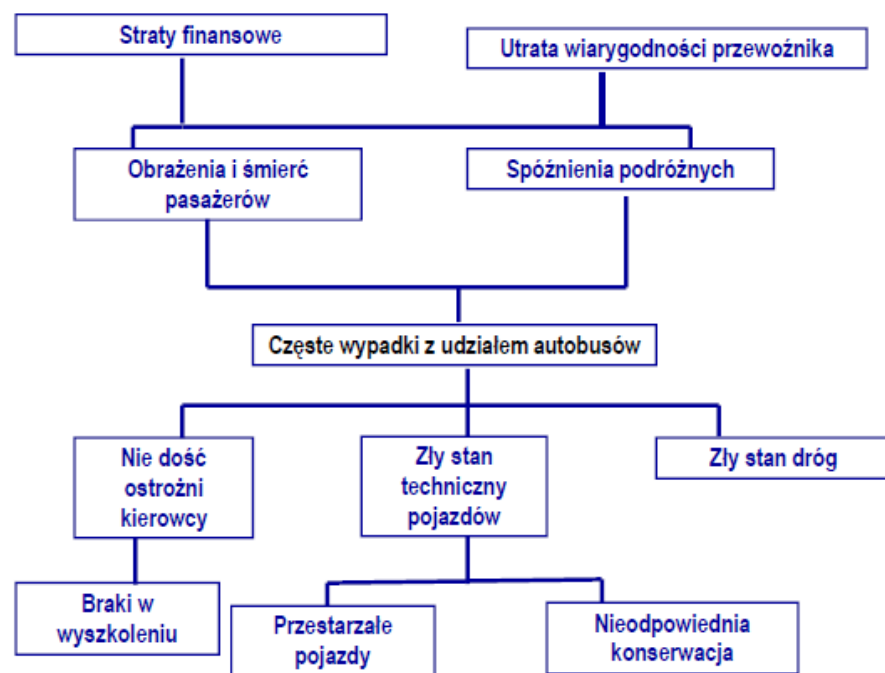 Straty finansowe
Utrata wiarygodności przewoźnika
Obrażenia i śmierć
pasażerów
Spóźnienia podróżnych
Częste wypadki z udziałem autobusów
Nie dość
ostrożni
kierowcy
Zły stan
techniczny
pojazdów
Zły stan dróg
Braki w
wyszkoleniu
Przestarzałe
pojazdy
Nieodpowiednia
konserwacja